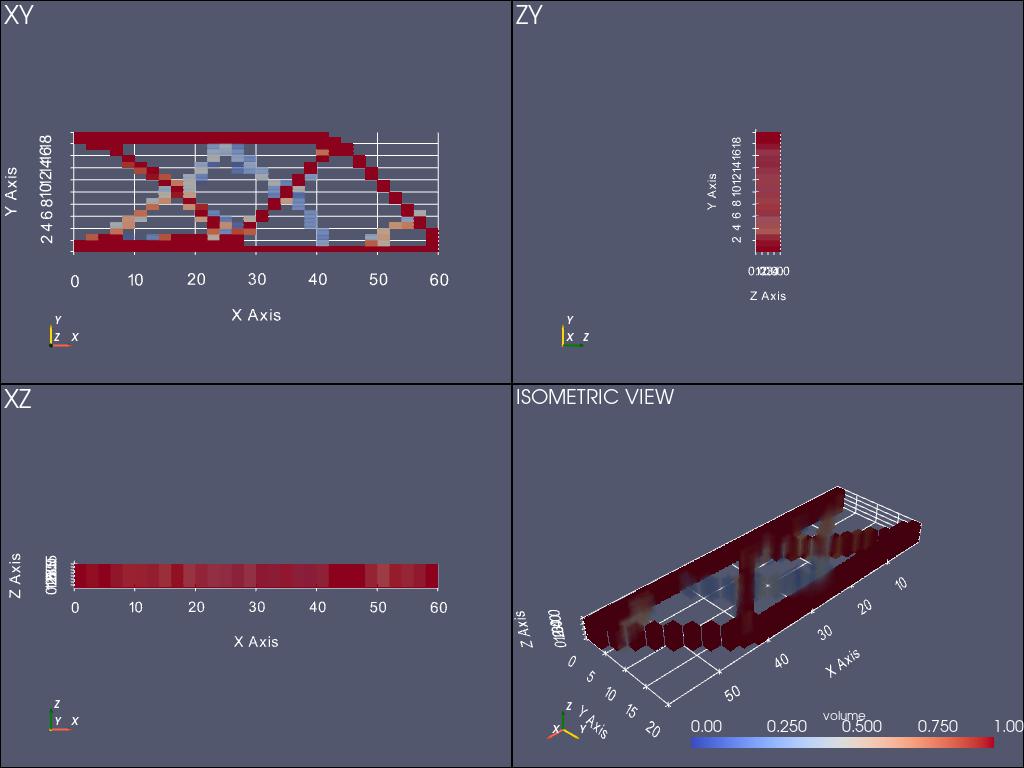 XY
18
16
14
12
10
8
6
4
2
Y Axis
0 10 20 30 40 50 60
X Axis
Y
Z X
ZY
18
16
14
12
10
8
6
4
2
Y Axis
Z Axis
Y
X Z
XZ
Z Axis
0 10 20 30 40 50 60
X Axis
Z
Y X
ISOMETRIC VIEW
Z Axis
0 5 10 15 20
Y Axis
50 40 30 20 10
X Axis
Z
X Y
volume
0.00 0.250 0.500 0.750 1.00